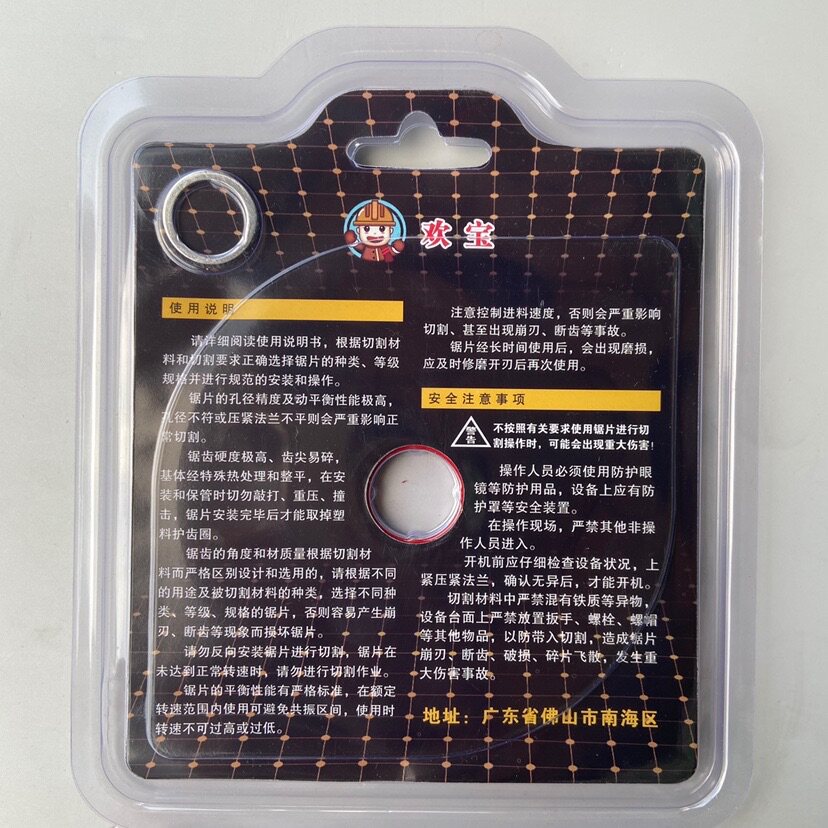 欢宝
使用说明
请详细阅读使用说明书，根据切割材
料和切割要求正确选择锯片的种类、等级
规格并进行规范的安装和操作。
锯片的孔径精度及动平衡性能极高，
孔径不符或压紧法兰不平则会严重影响正
常切割。
锯齿硬度极高、齿尖易碎，
基体经特殊热处理和整平，在安
装和保管时切勿敲打、重压、撞
击，锯片安装完毕后才能取掉塑
料护齿圈。
锯齿的角度和材质量根据切割材
料而严格区别设计和选用的，请根据不同
的用途及被切割材料的种类，选择不同种
类、等级、规格的锯片，否则容易产生崩
刃、断齿等现象而损坏锯片。
请勿反向安装锯片进行切割，锯片在
未达到正常转速时，请勿进行切割作业。
锯片的平衡性能有严格标准，在额定
转速范围内使用可避免共振区间，使用时
转速不可过高或过低。
注意控制进料速度，否则会严重影响
切割、甚至出现崩刃、断齿等事故。
锯片经长时间使用后，会出现磨损，
应及时修磨开刃后再次使用。
安全注意事项
警告
不按照有关要求使用锯片进行切
割操作时，可能会出现重大伤害！
操作人员必须使用防护眼
镜等防护用品，设备上应有防
护罩等安全装置。
在操作现场，严禁其他非操
作人员进入。
开机前应仔细检查设备状况，上
紧压紧法兰，确认无异后，才能开机。
切割材料中严禁混有铁质等异物，
设备台面上严禁放置扳手、螺栓、螺帽
等其他物品，以防带入切割，造成锯片
崩刃、断齿、破损、碎片飞散，发生重
大伤害事故。
地址：广东省佛山市南海区